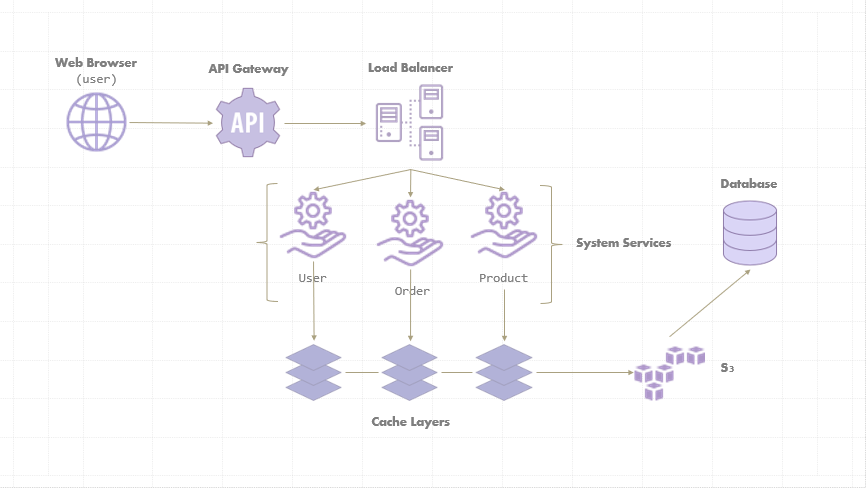 Web Browser
(user)
API Gateway
Load Balancer
API
Database
System Services
User
Order
Product
S3
Cache Layers